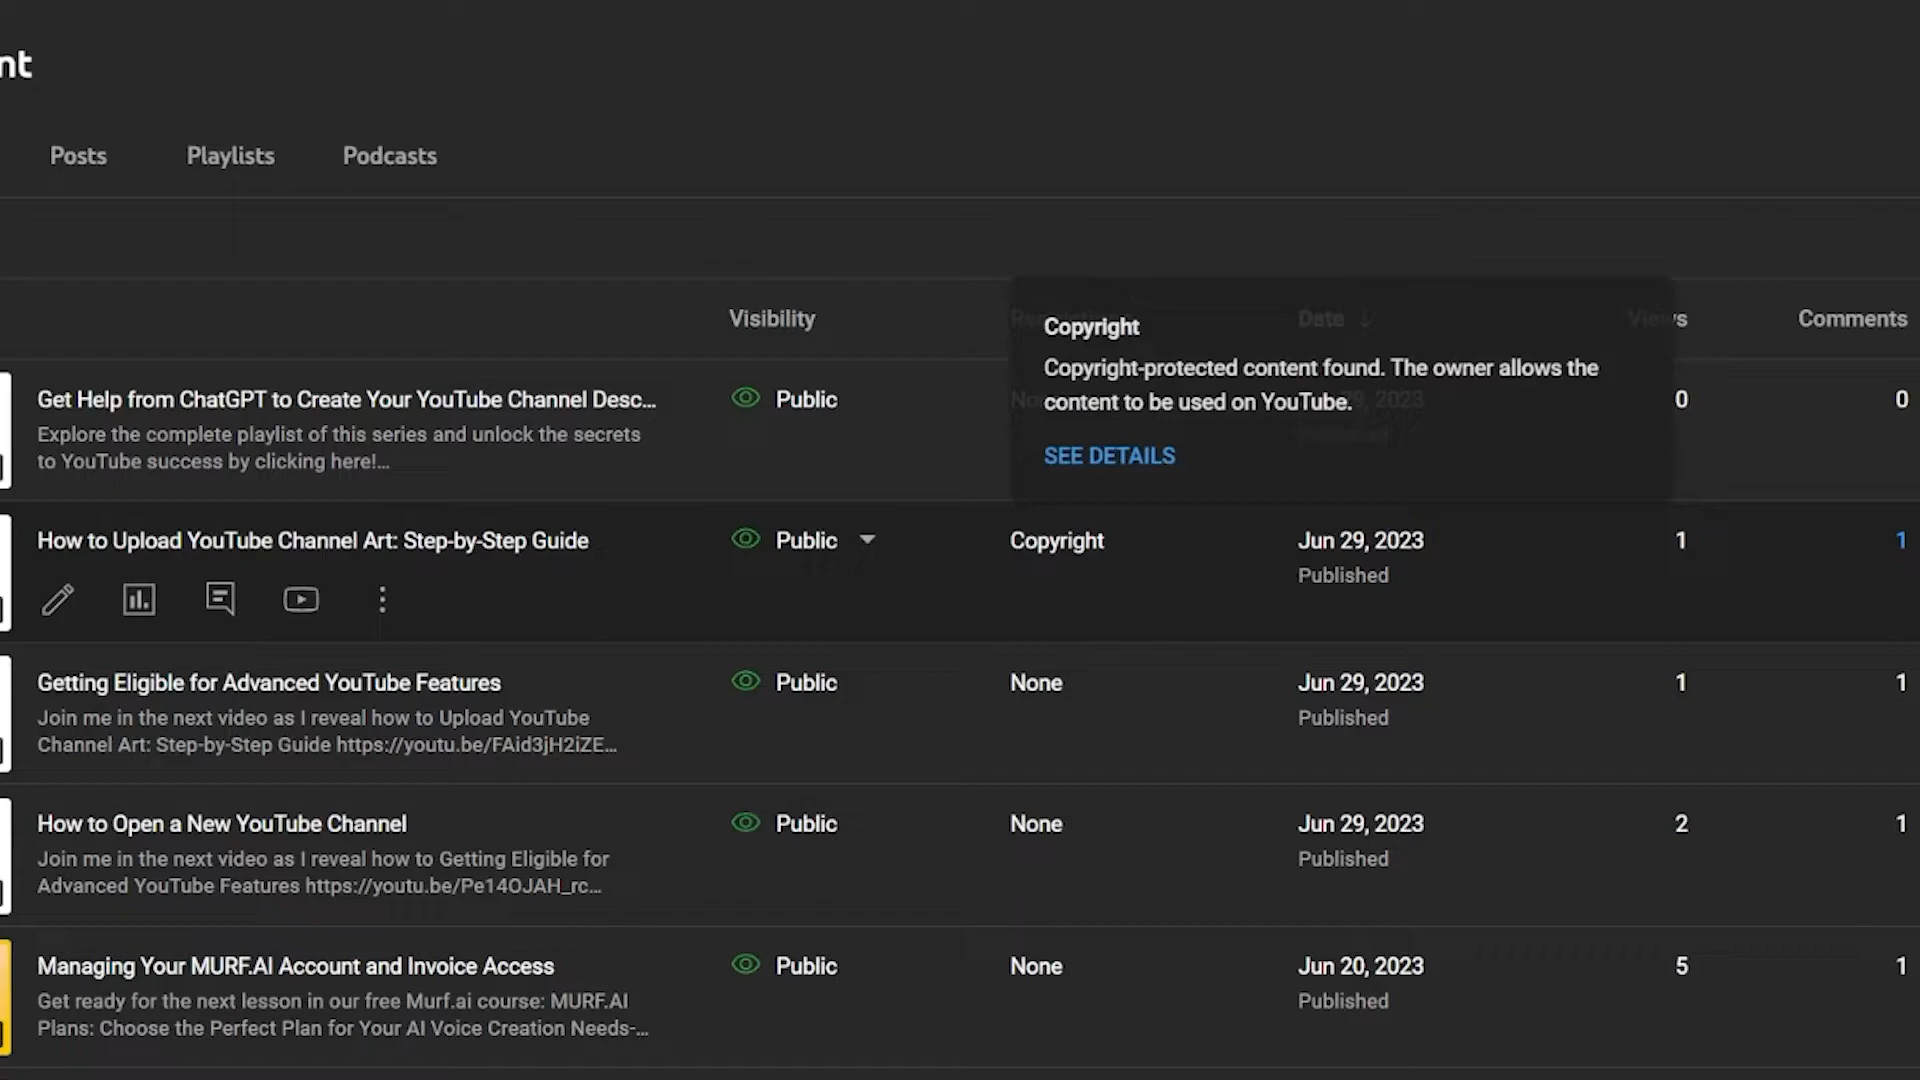 nt
Posts Playlists Podcasts
Visibility Date Views Comments
Copyright
Copyright-protected content found. The owner allows the
content to be used on YouTube.
SEE DETAILS
Get Help from ChatGPT to Create Your YouTube Channel Desc... Public 0 0
Explore the complete playlist of this series and unlock the secrets
to YouTube success by clicking here!...
How to Upload YouTube Channel Art: Step-by-Step Guide Public Copyright Jun 29, 2023 1 1
Published
Getting Eligible for Advanced YouTube Features Public None Jun 29, 2023 1 1
Join me in the next video as I reveal how to Upload YouTube Published
Channel Art: Step-by-Step Guide https://youtu.be/FAid3jH2iZE...
How to Open a New YouTube Channel Public None Jun 29, 2023 2 1
Join me in the next video as I reveal how to Getting Eligible for Published
Advanced YouTube Features https://youtu.be/Pe14OJAH_rc...
Managing Your MURF.AI Account and Invoice Access Public None Jun 20, 2023 5 1
Get ready for the next lesson in our free Murf.ai course: MURF.AI Published
Plans: Choose the Perfect Plan for Your AI Voice Creation Needs-...